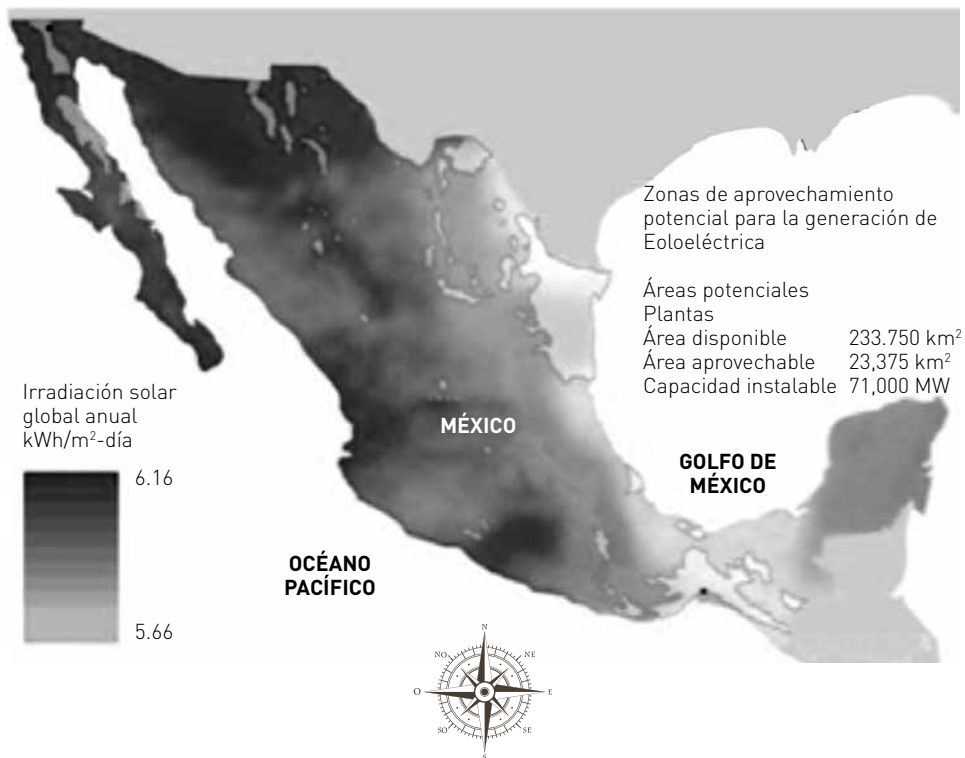 Zonas de aprovechamiento
potencial para la generación de
Eoloeléctrica
Áreas potenciales
Plantas
Área disponible 233.750 km²
Área aprovechable 23,375 km²
Capacidad instalable 71,000 MW
Irradiación solar
global anual
kWh/m²-día
6.16
5.66
MÉXICO
GOLFO DE
MÉXICO
OCÉANO
PACÍFICO
N
NO
NE
O
E
SO
SE
S